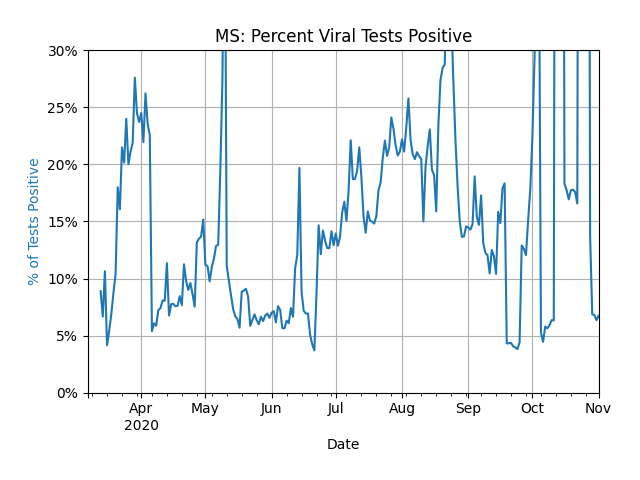 MS: Percent Viral Tests Positive
30%
25%
20%
15%
10%
5%
0%
% of Tests Positive
Apr May Jun Jul Aug Sep Oct Nov
2020
Date